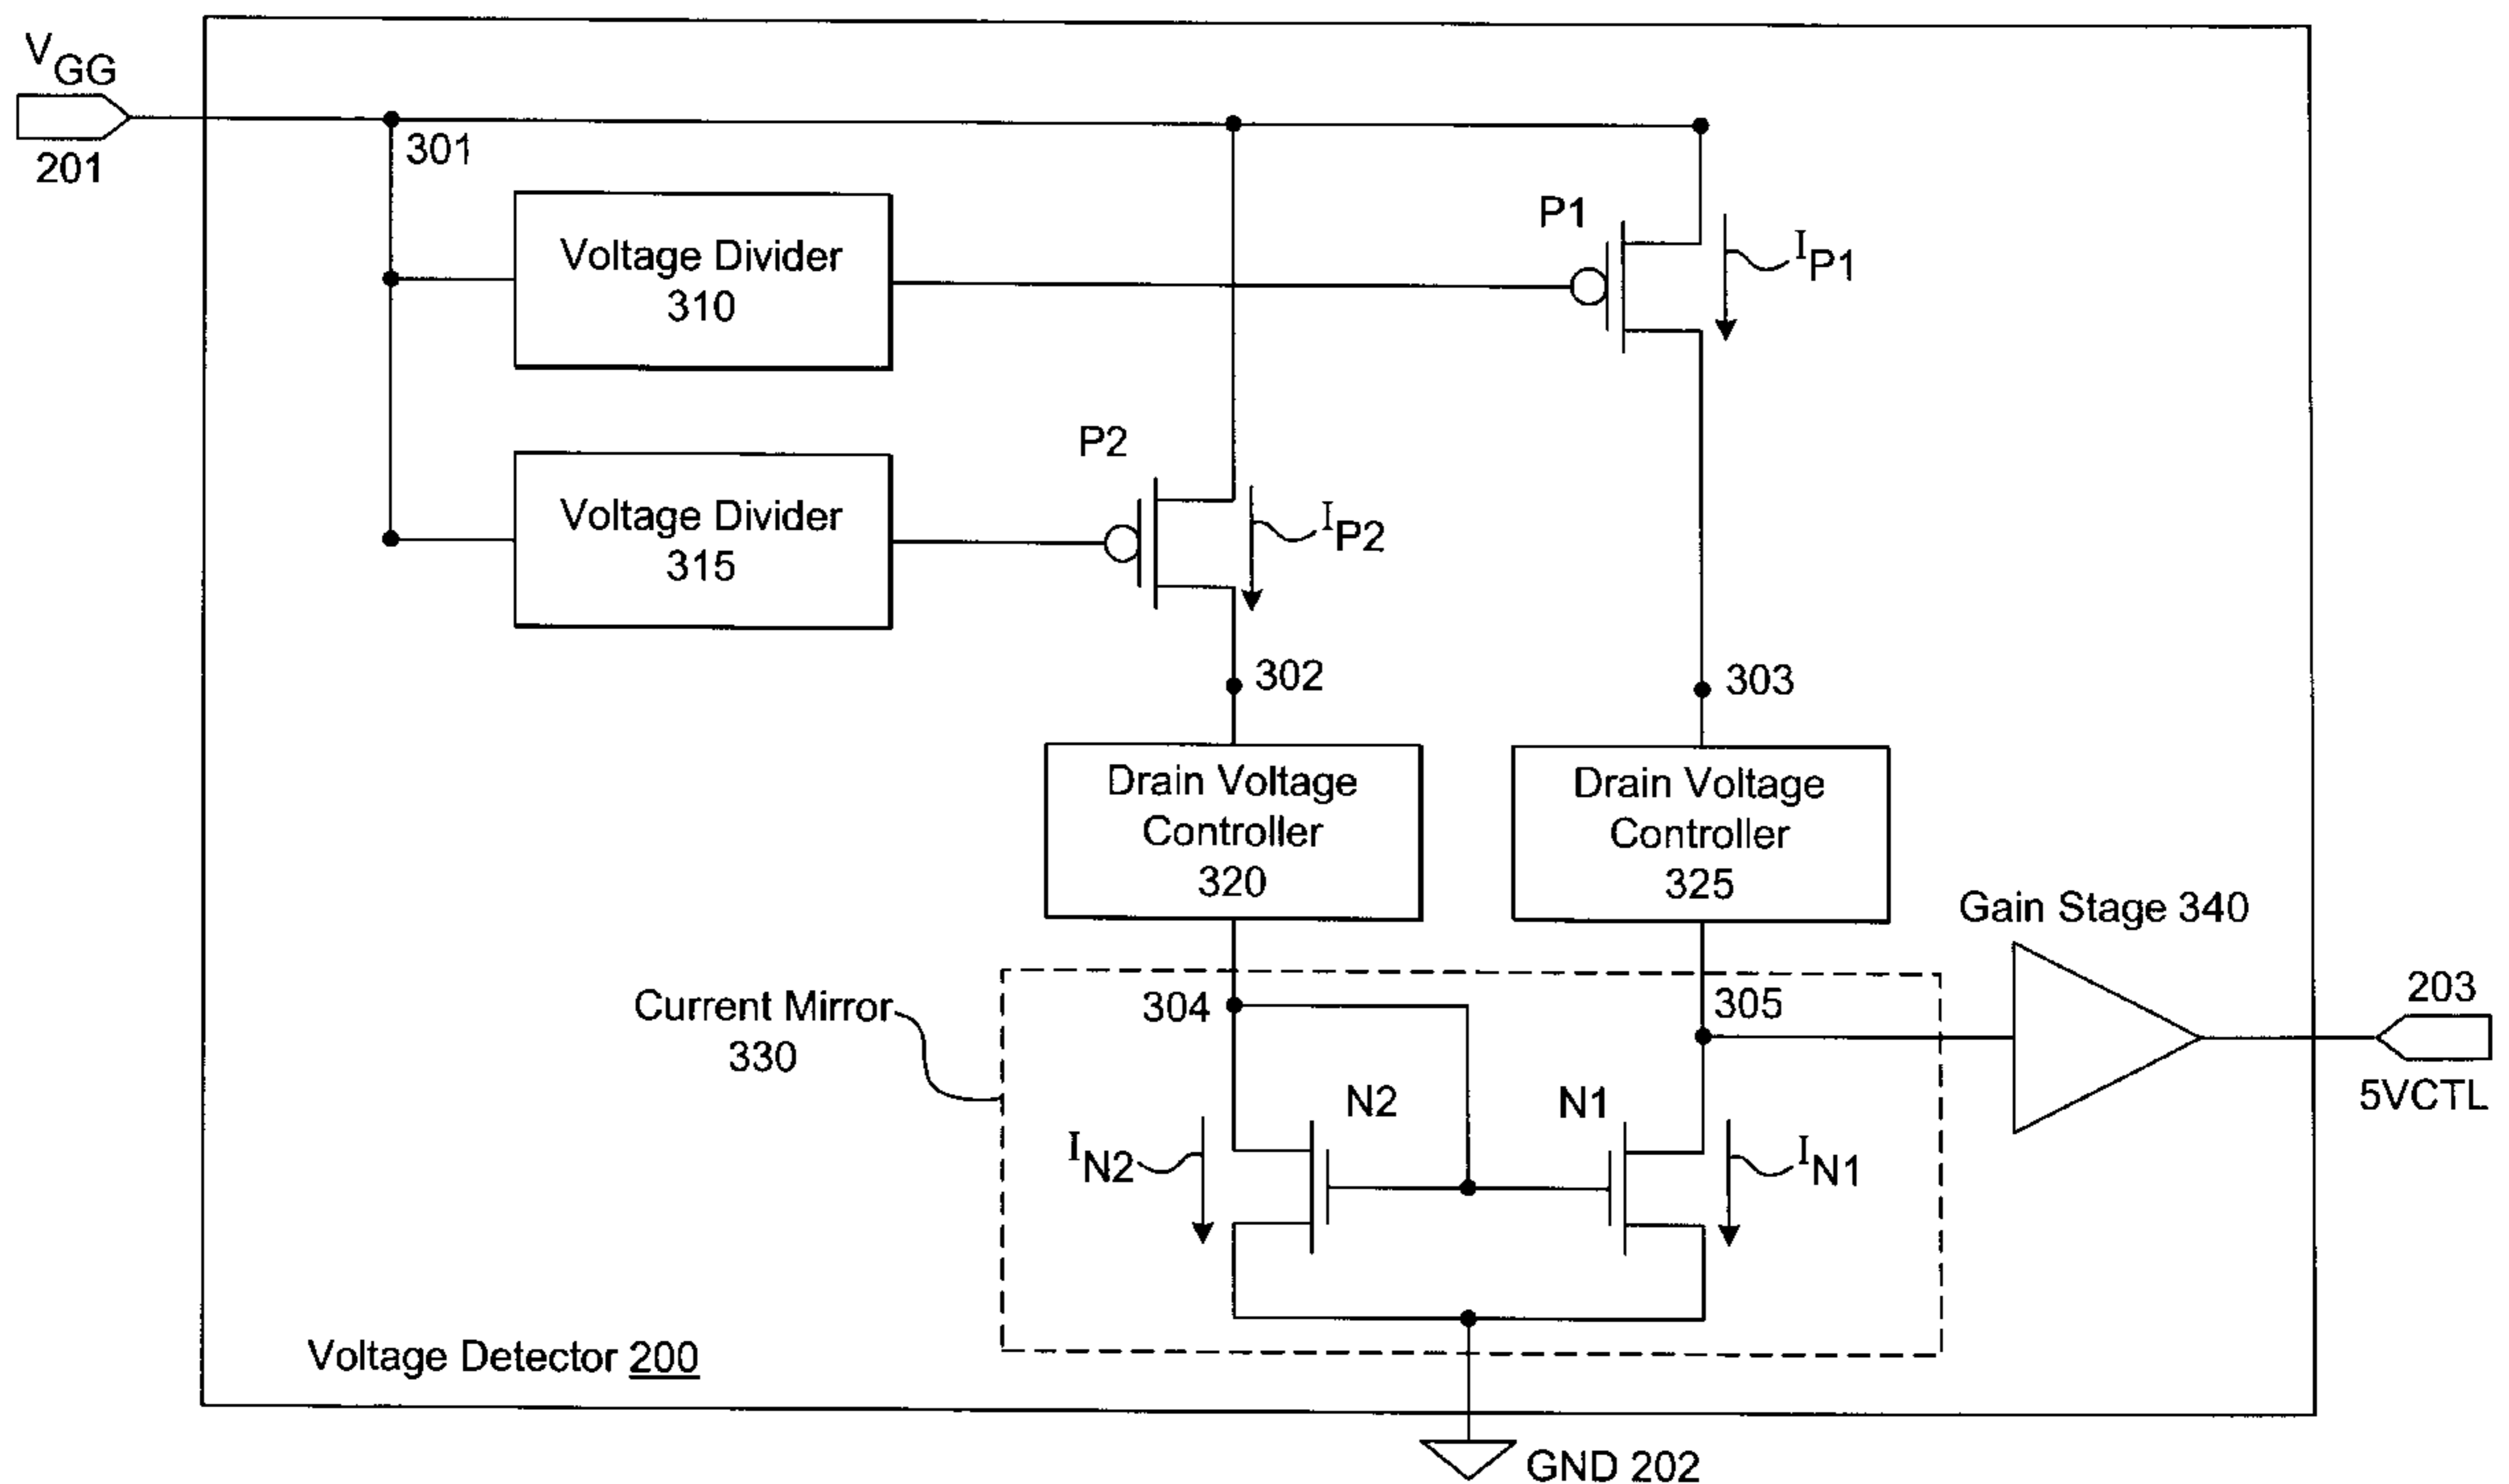 VGG
201
301
Voltage Divider
310
P1
IP1
Voltage Divider
315
P2
IP2
302
303
Drain Voltage
Controller
320
Drain Voltage
Controller
325
Gain Stage 340
Current Mirror
330
304
305
203
5VCTL
N2
N1
IN2
IN1
Voltage Detector 200
GND 202